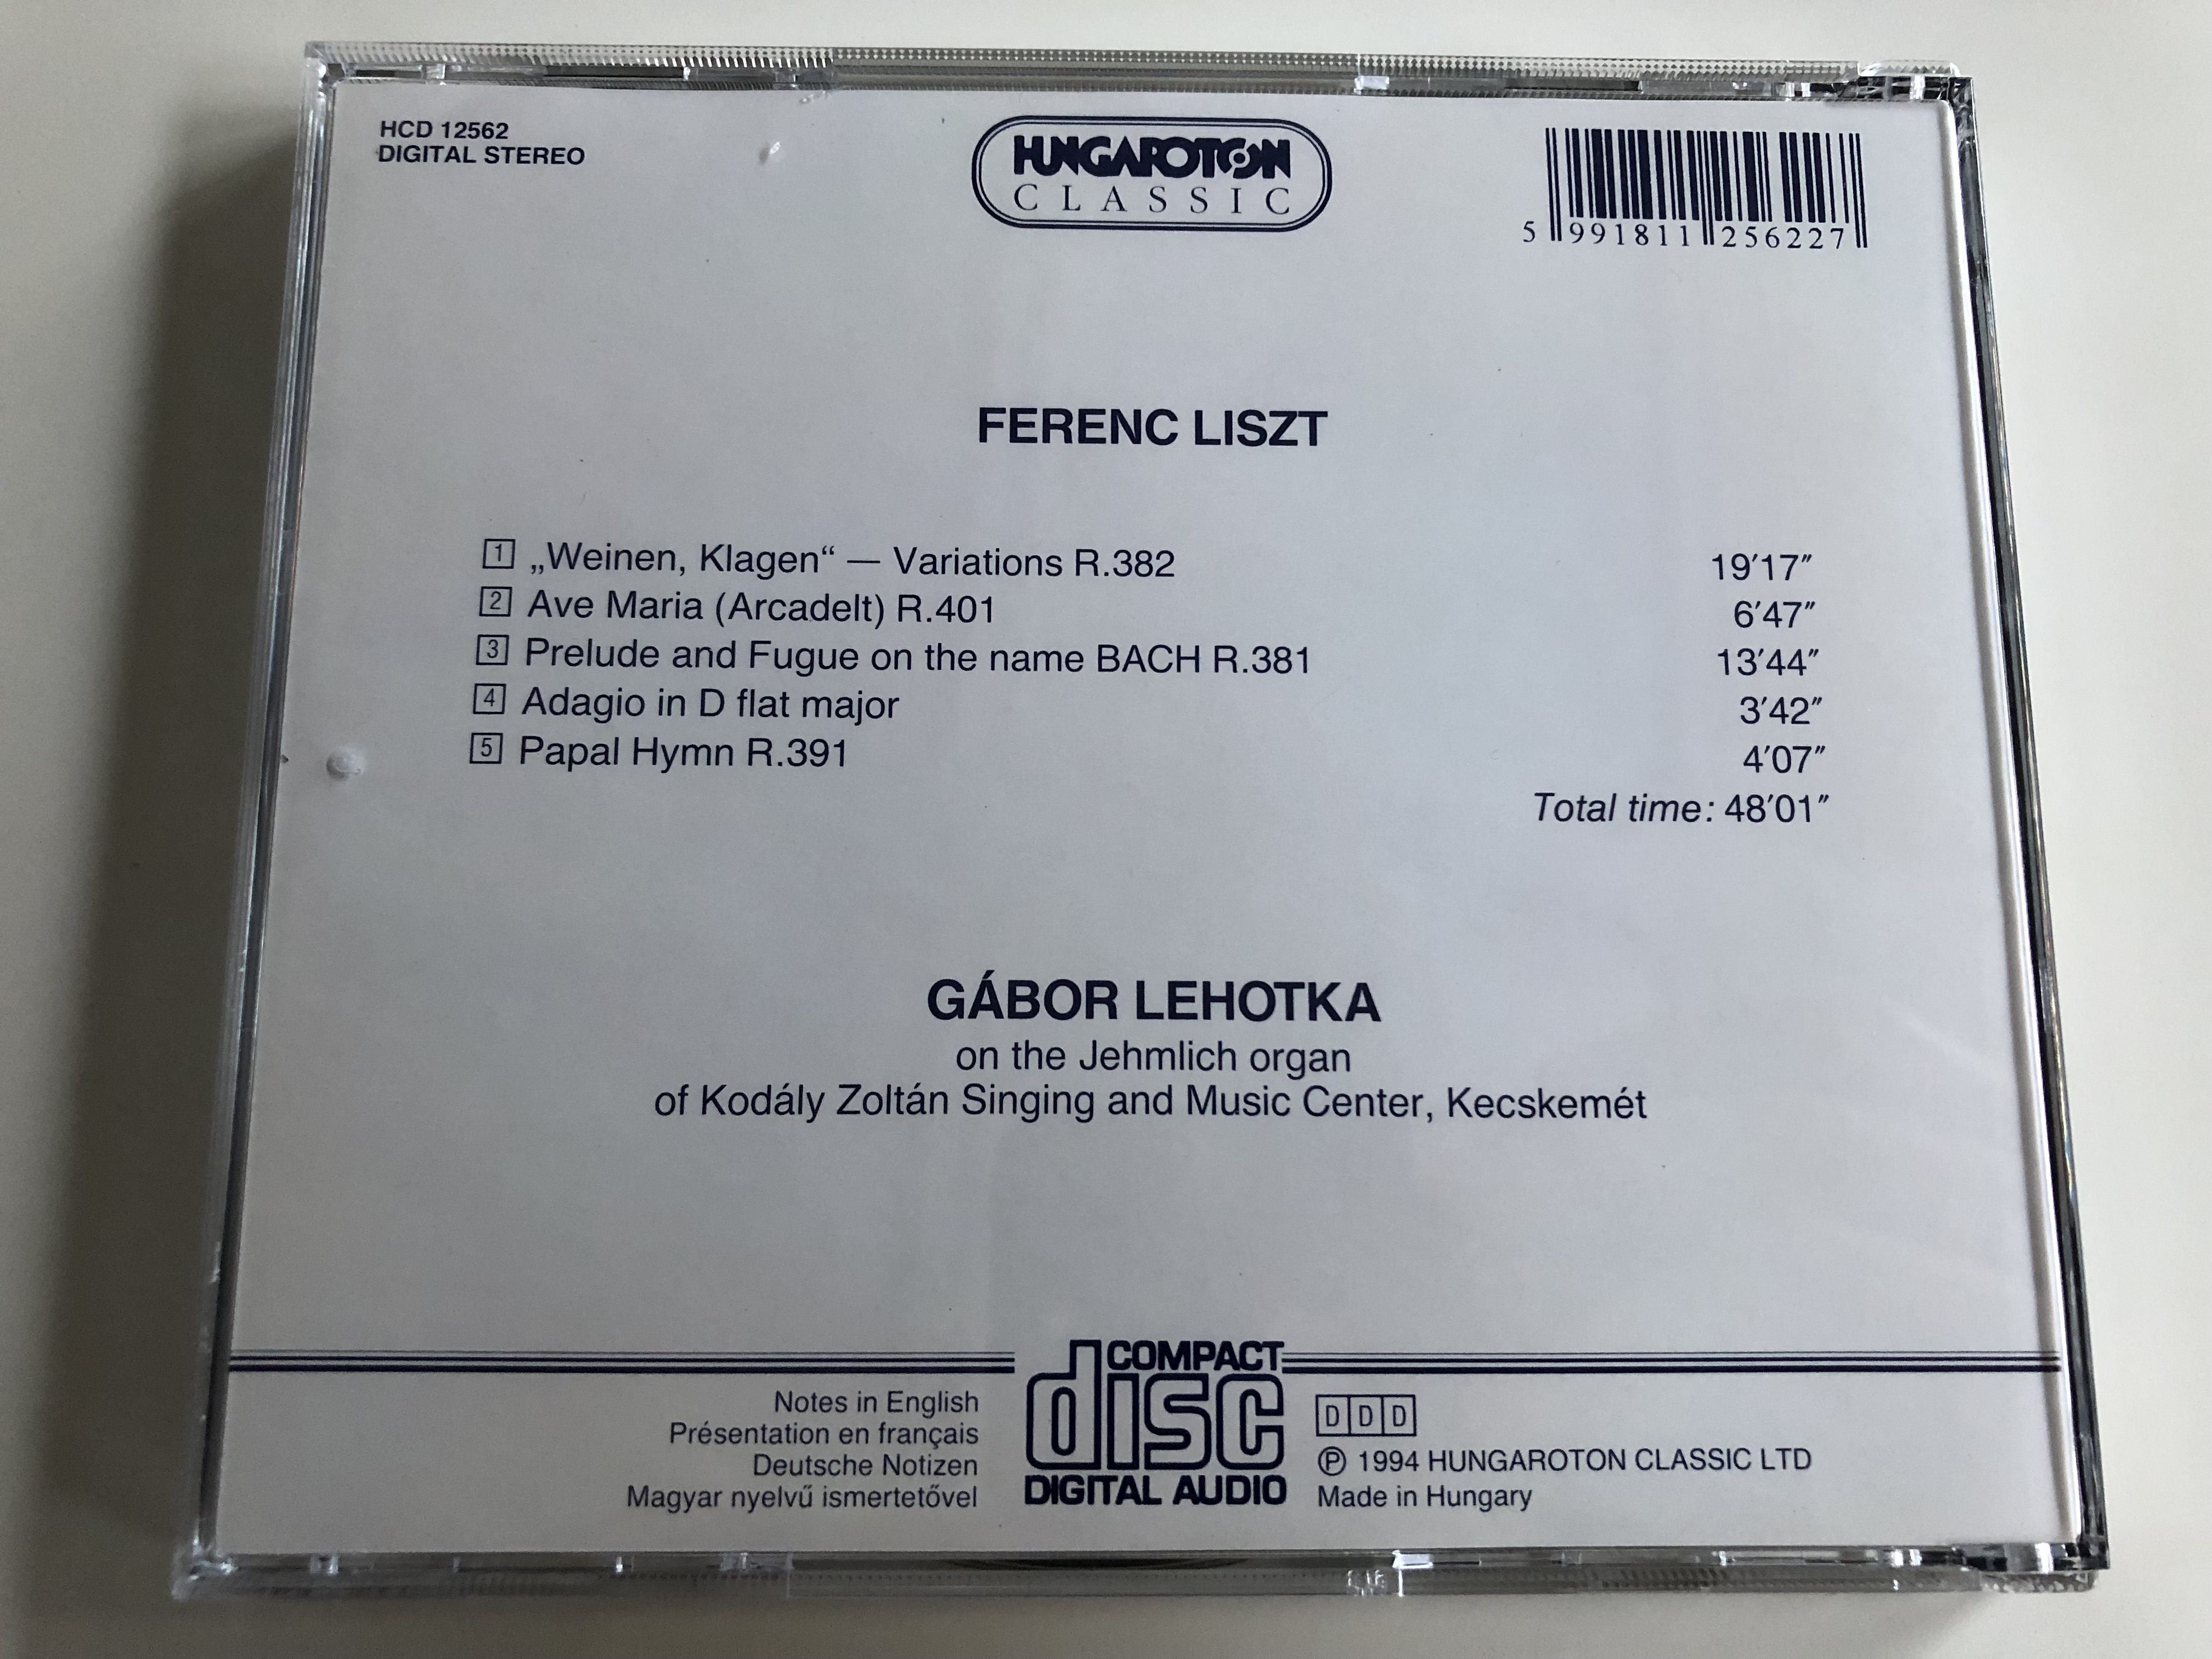 HCD 12562
DIGITAL STEREO
HUNGAROTON
CLASSIC
5 991811 256227
FERENC LISZT
1 „Weinen, Klagen“ — Variations R.382 19′17″
2 Ave Maria (Arcadelt) R.401 6′47″
3 Prelude and Fugue on the name BACH R.381 13′44″
4 Adagio in D flat major 3′42″
5 Papal Hymn R.391 4′07″
Total time: 48′01″
GÁBOR LEHOTKA
on the Jehmlich organ
of Kodály Zoltán Singing and Music Center, Kecskemét
Notes in English
Présentation en français
Deutsche Notizen
Magyar nyelvű ismertetővel
COMPACT
disc
DIGITAL AUDIO
DDD
℗ 1994 HUNGAROTON CLASSIC LTD
Made in Hungary